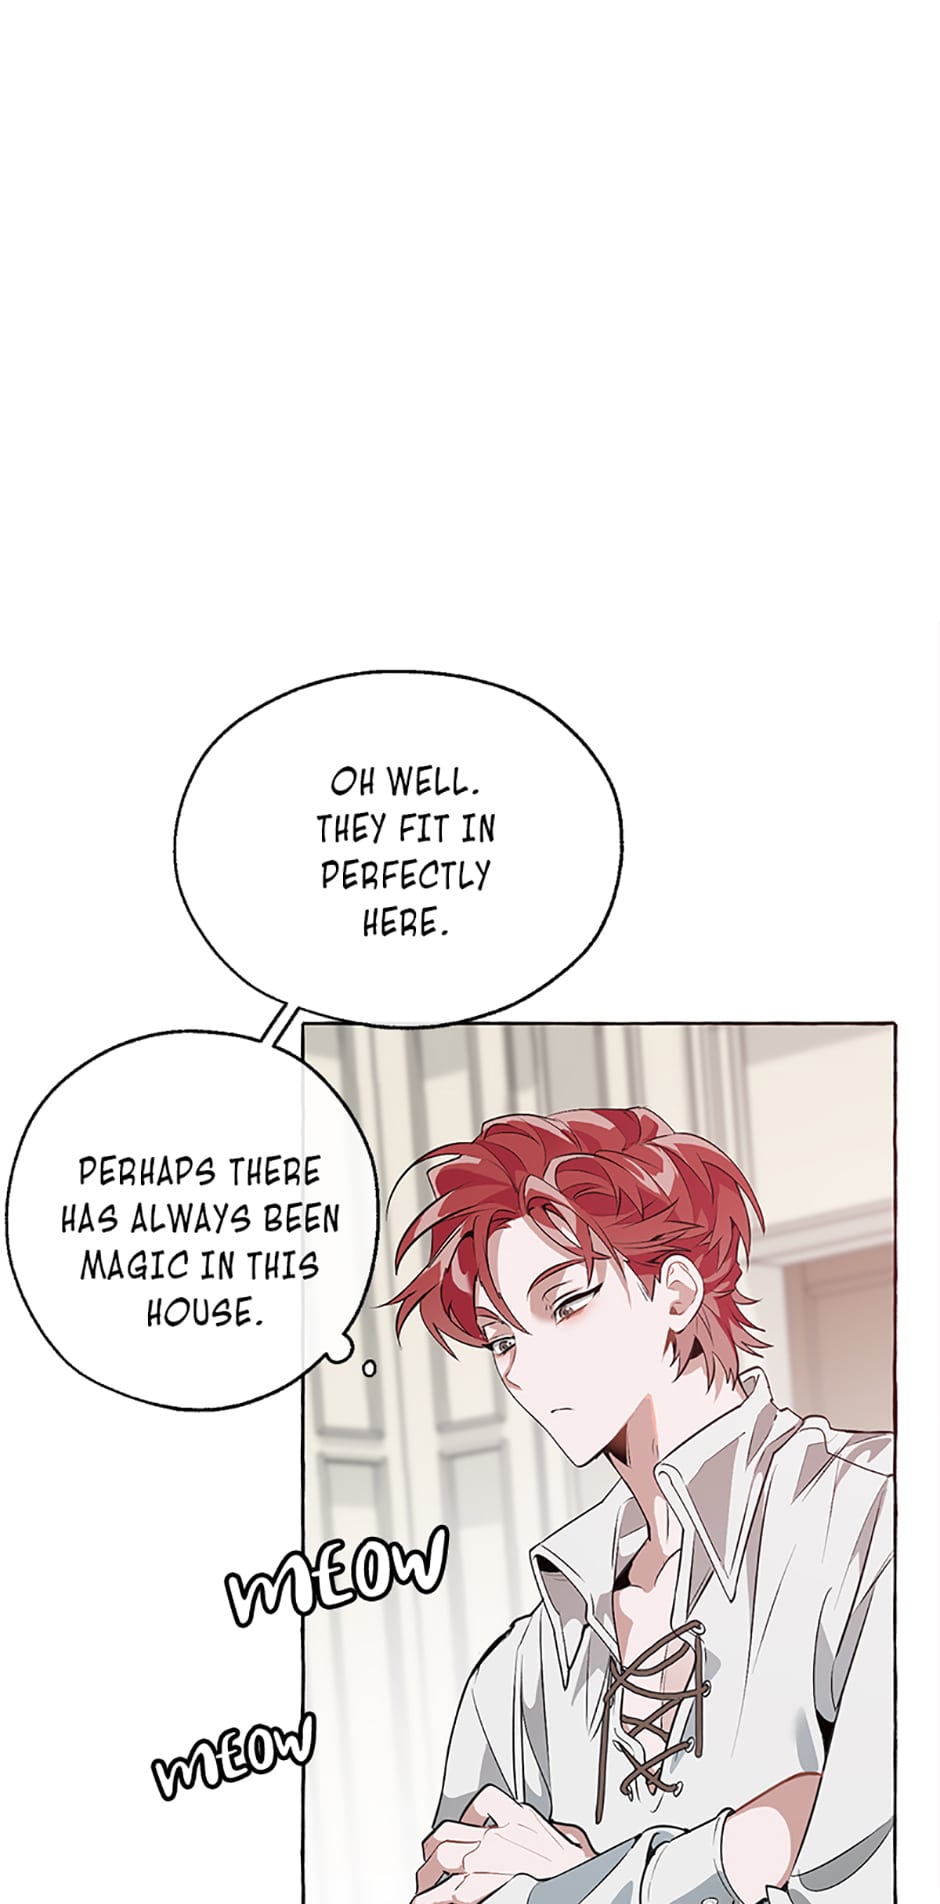 OH WELL.
THEY FIT IN
PERFECTLY
HERE.
PERHAPS THERE
HAS ALWAYS BEEN
MAGIC IN THIS
HOUSE.
MEOW
MEOW